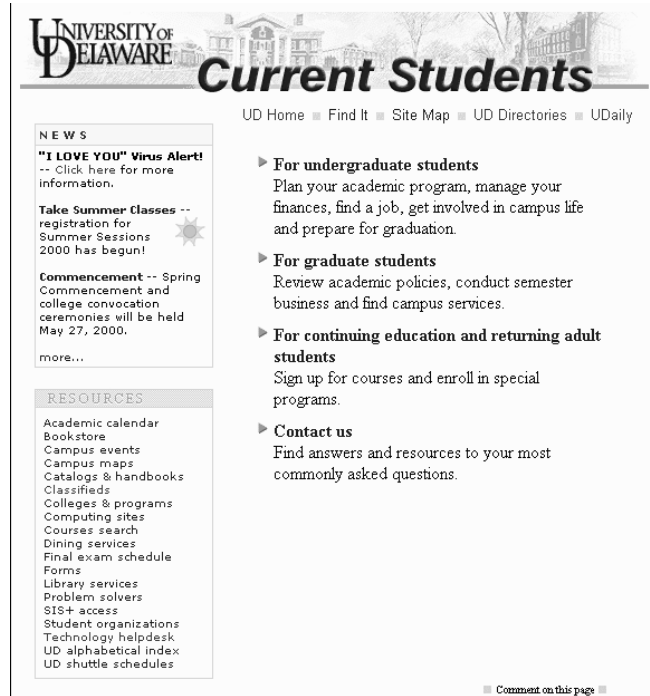 UNIVERSITY OF
DELAWARE
Current Students
UD Home Find It Site Map UD Directories UDaily
NEWS
"I LOVE YOU" Virus Alert!
-- Click here for more
information.
Take Summer Classes --
registration for
Summer Sessions
2000 has begun!
Commencement -- Spring
Commencement and
college convocation
ceremonies will be held
May 27, 2000.
more...
RESOURCES
Academic calendar
Bookstore
Campus events
Campus maps
Catalogs & handbooks
Classifieds
Colleges & programs
Computing sites
Courses search
Dining services
Final exam schedule
Forms
Library services
Problem solvers
SIS+ access
Student organizations
Technology helpdesk
UD alphabetical index
UD shuttle schedules
For undergraduate students
Plan your academic program, manage your
finances, find a job, get involved in campus life
and prepare for graduation.
For graduate students
Review academic policies, conduct semester
business and find campus services.
For continuing education and returning adult
students
Sign up for courses and enroll in special
programs.
Contact us
Find answers and resources to your most
commonly asked questions.
Comment on this page